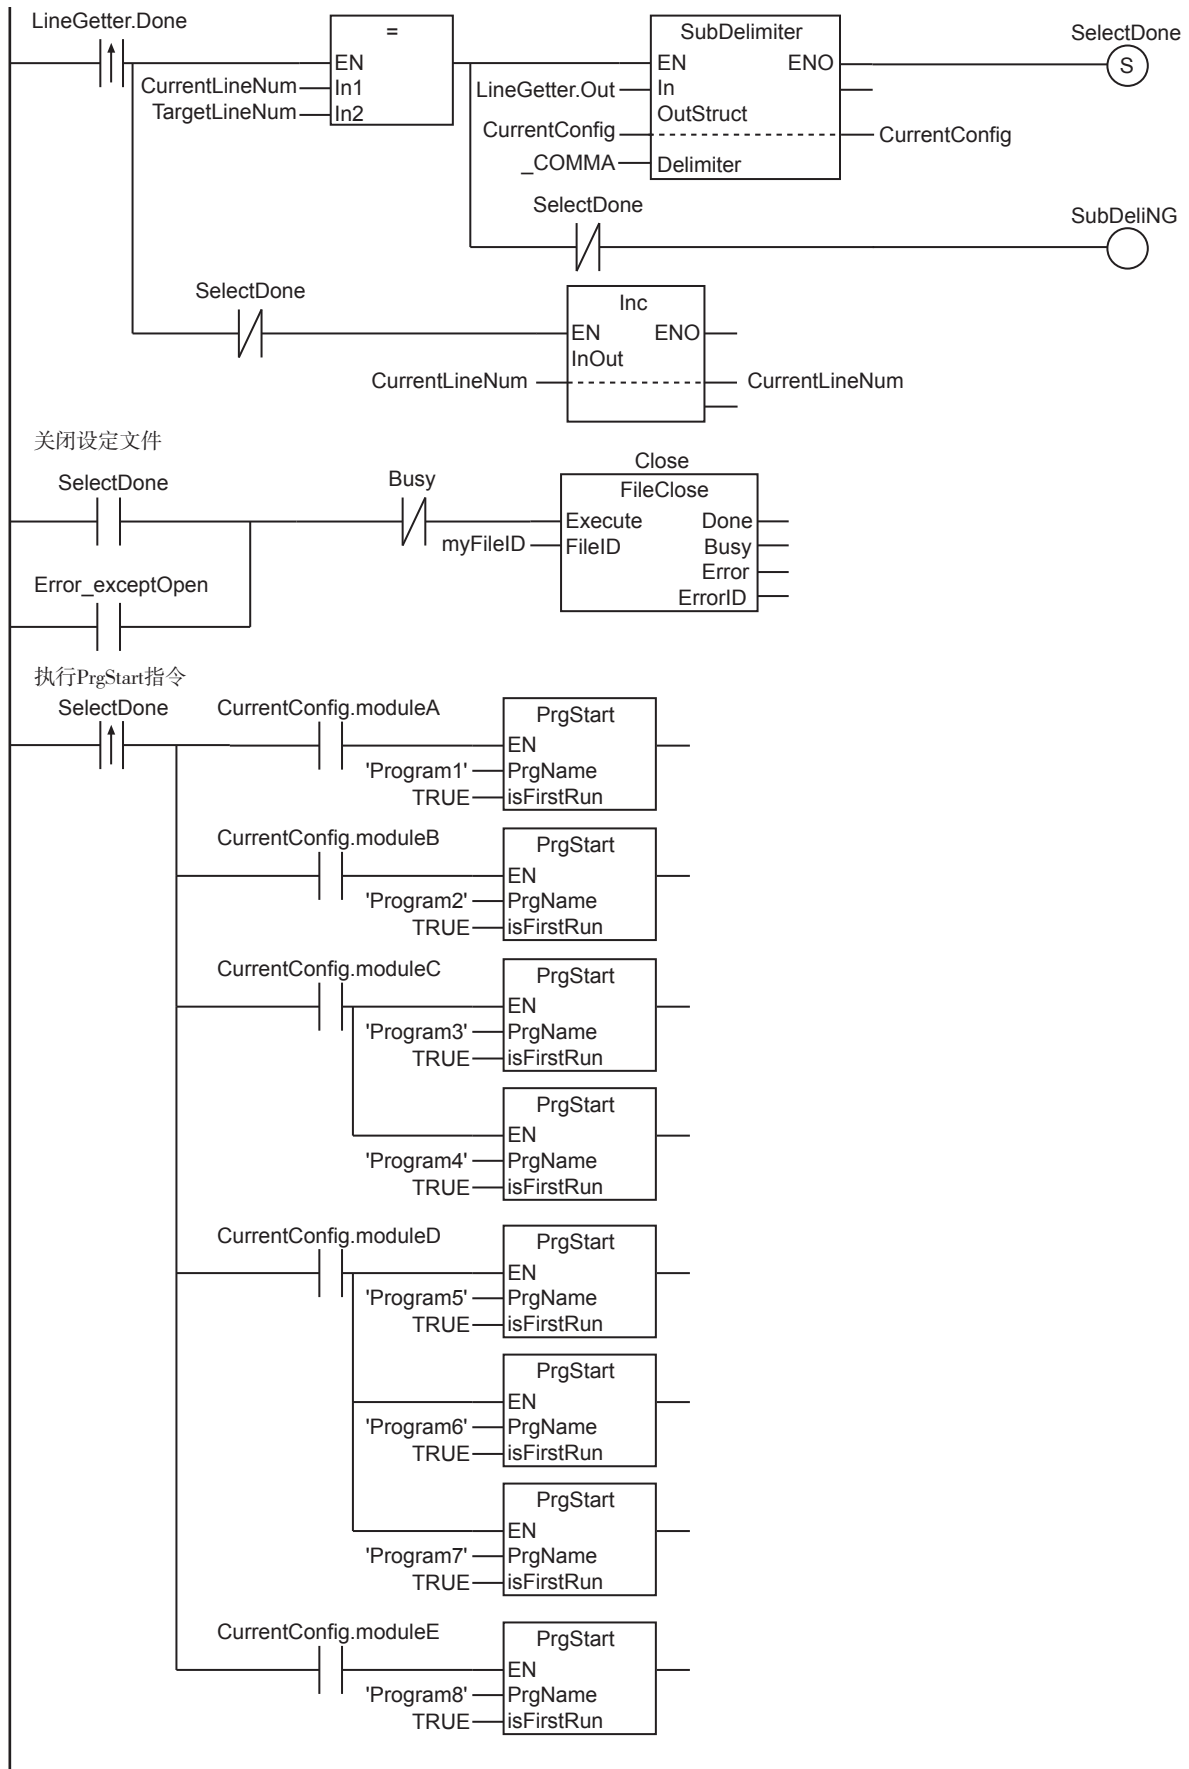 LineGetter.Done
=
EN
CurrentLineNum In1
TargetLineNum In2
SubDelimiter
EN ENO
LineGetter.Out In
OutStruct
CurrentConfig CurrentConfig
_COMMA Delimiter
SelectDone
S
SelectDone
SubDeliNG
SelectDone
Inc
EN ENO
InOut
CurrentLineNum CurrentLineNum
关闭设定文件
SelectDone
Busy
Close
FileClose
Execute Done
myFileID FileID Busy
Error
ErrorID
Error_exceptOpen
执行PrgStart指令
SelectDone
CurrentConfig.moduleA
PrgStart
EN
'Program1' PrgName
TRUE isFirstRun
CurrentConfig.moduleB
PrgStart
EN
'Program2' PrgName
TRUE isFirstRun
CurrentConfig.moduleC
PrgStart
EN
'Program3' PrgName
TRUE isFirstRun
PrgStart
EN
'Program4' PrgName
TRUE isFirstRun
CurrentConfig.moduleD
PrgStart
EN
'Program5' PrgName
TRUE isFirstRun
PrgStart
EN
'Program6' PrgName
TRUE isFirstRun
PrgStart
EN
'Program7' PrgName
TRUE isFirstRun
CurrentConfig.moduleE
PrgStart
EN
'Program8' PrgName
TRUE isFirstRun